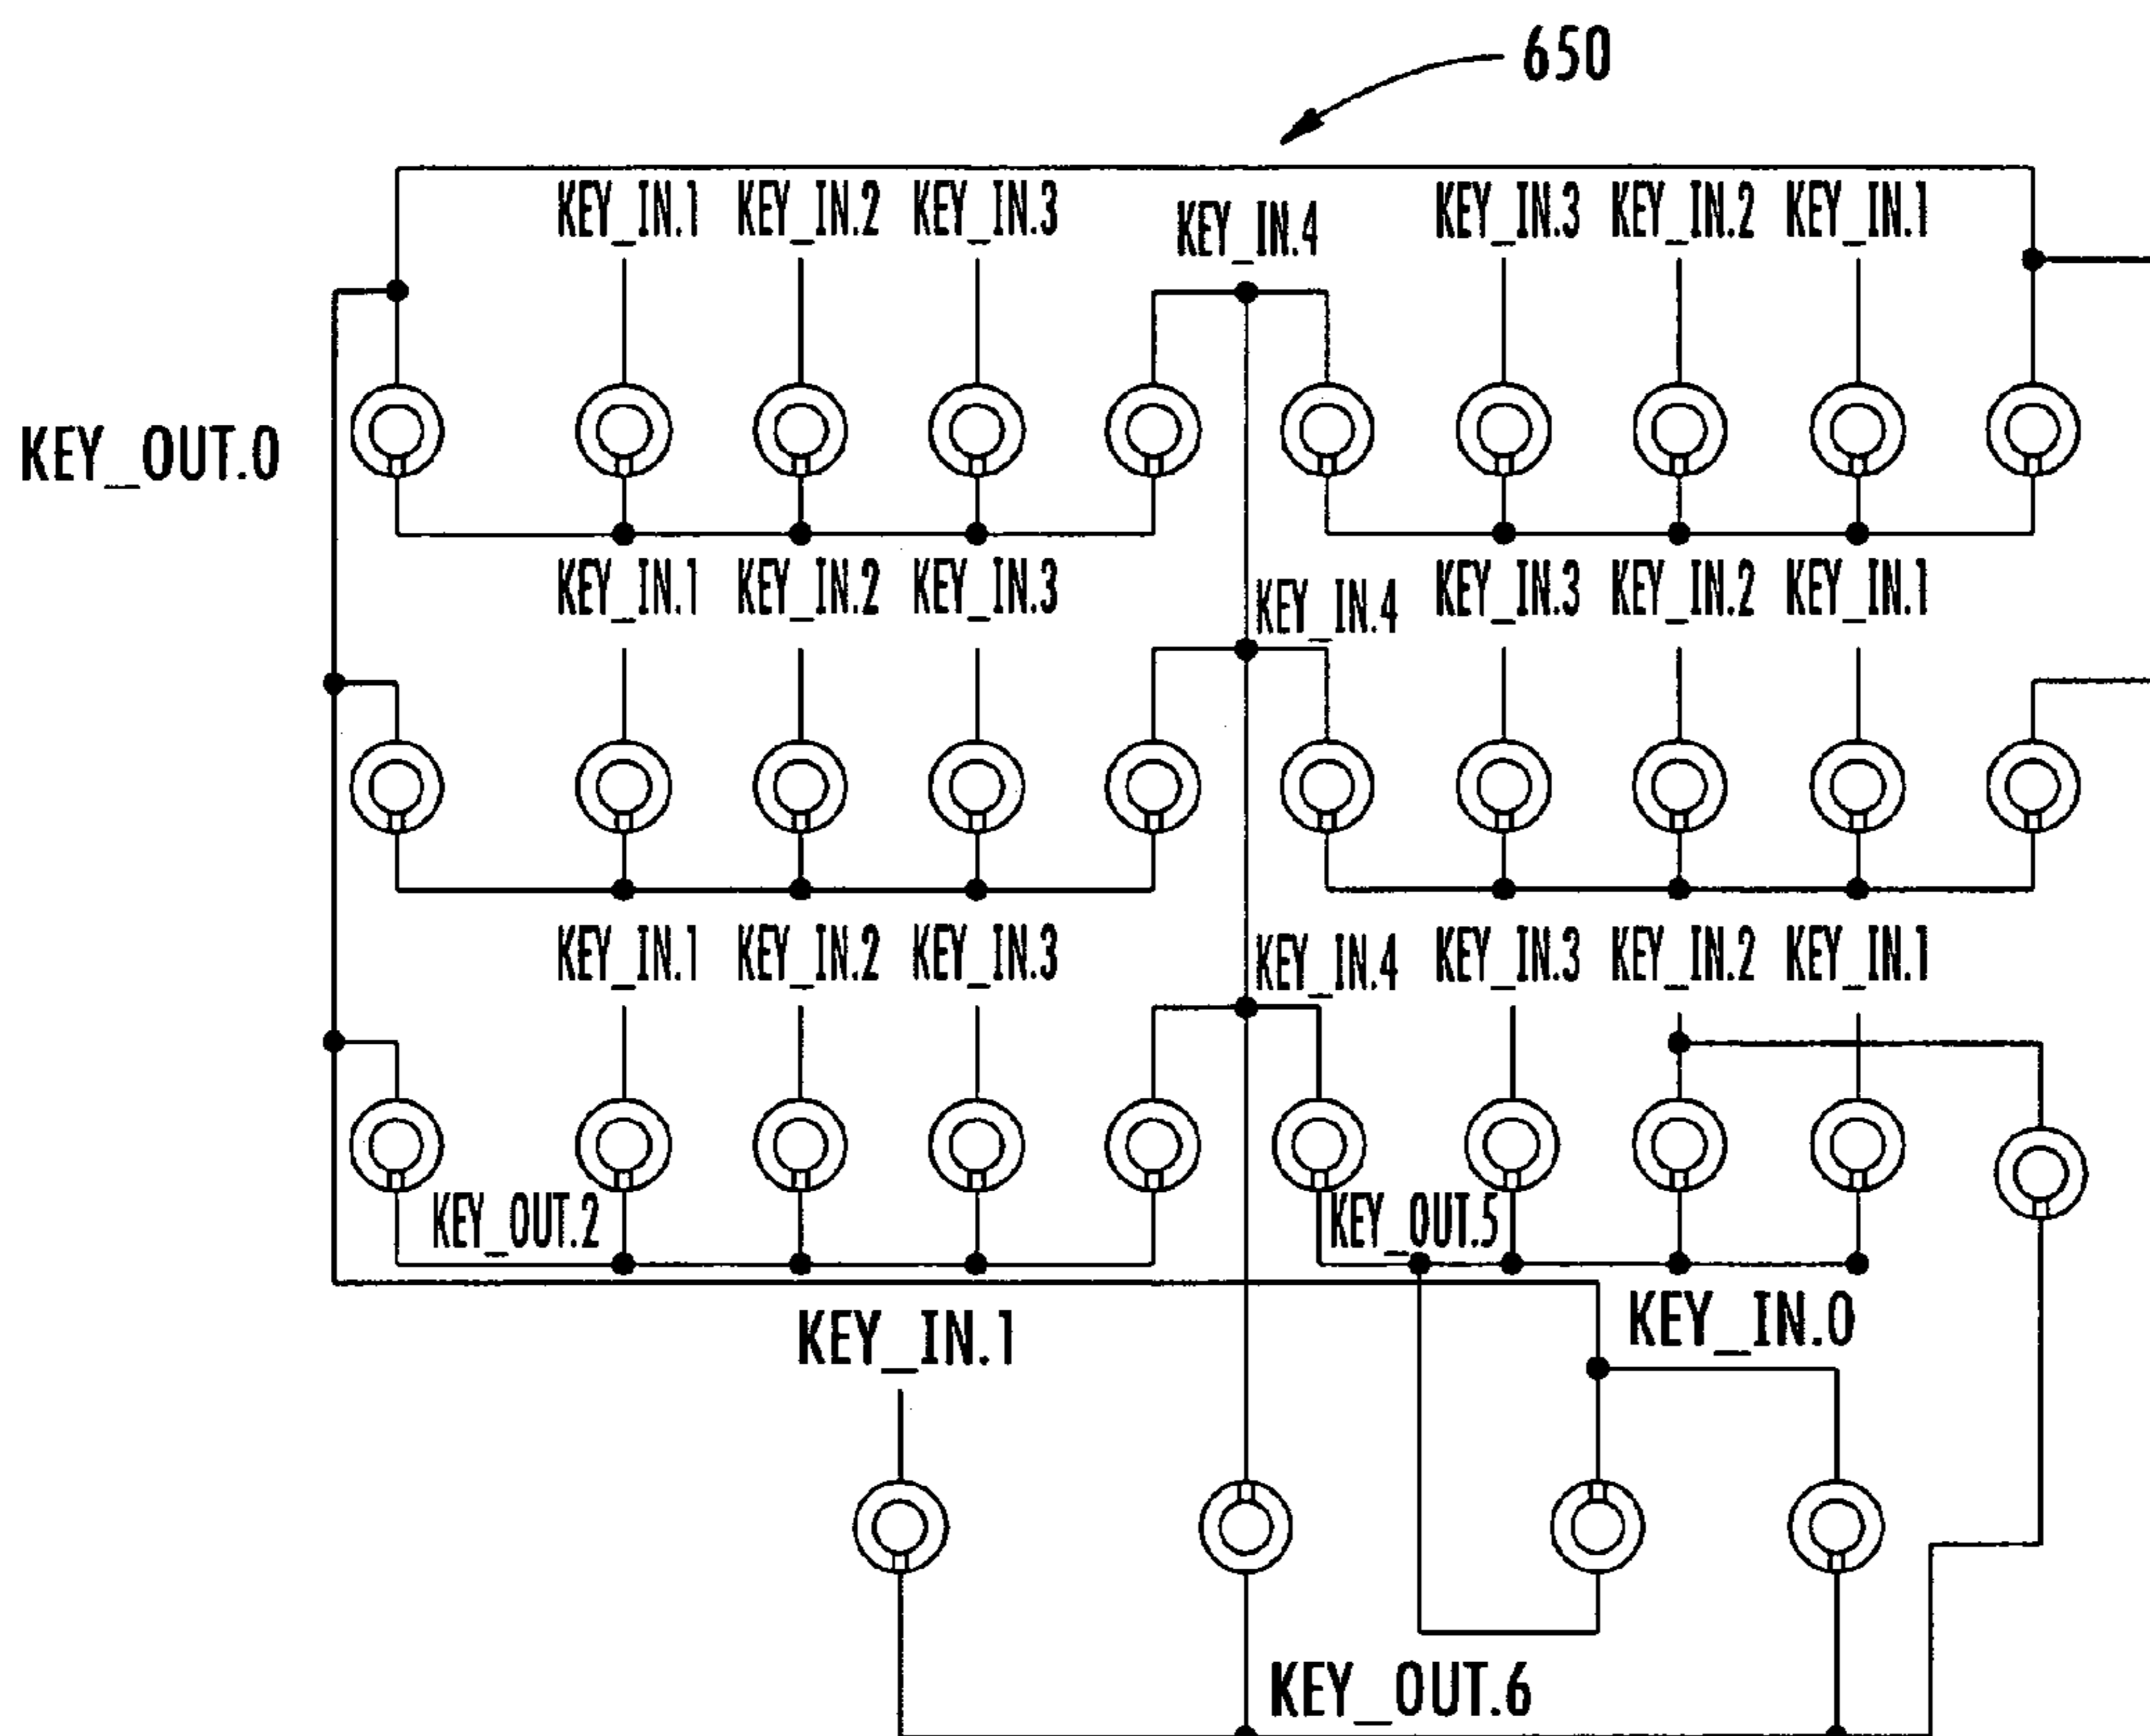 650
KEY_IN.1 KEY_IN.2 KEY_IN.3 KEY_IN.4 KEY_IN.3 KEY_IN.2 KEY_IN.1
KEY_OUT.0
KEY_IN.1 KEY_IN.2 KEY_IN.3 KEY_IN.4 KEY_IN.3 KEY_IN.2 KEY_IN.1
KEY_IN.1 KEY_IN.2 KEY_IN.3 KEY_IN.4 KEY_IN.3 KEY_IN.2 KEY_IN.1
KEY_OUT.2 KEY_OUT.5
KEY_IN.1 KEY_IN.0
KEY_OUT.6